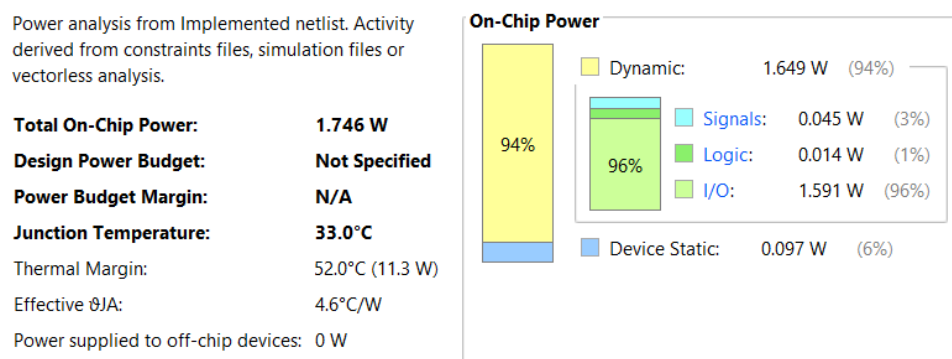 Power analysis from Implemented netlist. Activity
derived from constraints files, simulation files or
vectorless analysis.
Total On-Chip Power: 1.746 W
Design Power Budget: Not Specified
Power Budget Margin: N/A
Junction Temperature: 33.0°C
Thermal Margin: 52.0°C (11.3 W)
Effective ϑJA: 4.6°C/W
Power supplied to off-chip devices: 0 W
On-Chip Power
94%
Dynamic: 1.649 W (94%)
96%
Signals: 0.045 W (3%)
Logic: 0.014 W (1%)
I/O: 1.591 W (96%)
Device Static: 0.097 W (6%)